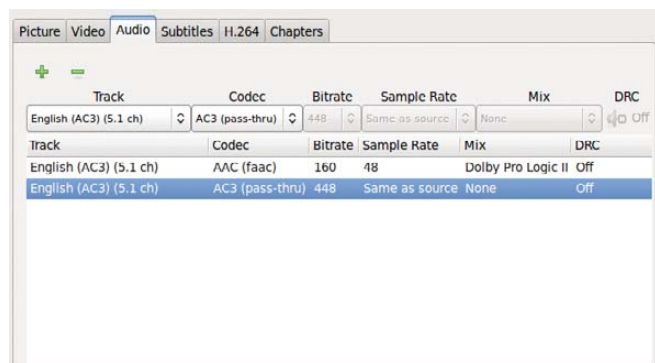 Picture Video Audio Subtitles H.264 Chapters
Track Codec Bitrate Sample Rate Mix DRC
English (AC3) (5.1 ch) AC3 (pass-thru) 448 Same as source None Off
Track Codec Bitrate Sample Rate Mix DRC
English (AC3) (5.1 ch) AAC (faac) 160 48 Dolby Pro Logic II Off
English (AC3) (5.1 ch) AC3 (pass-thru) 448 Same as source None Off